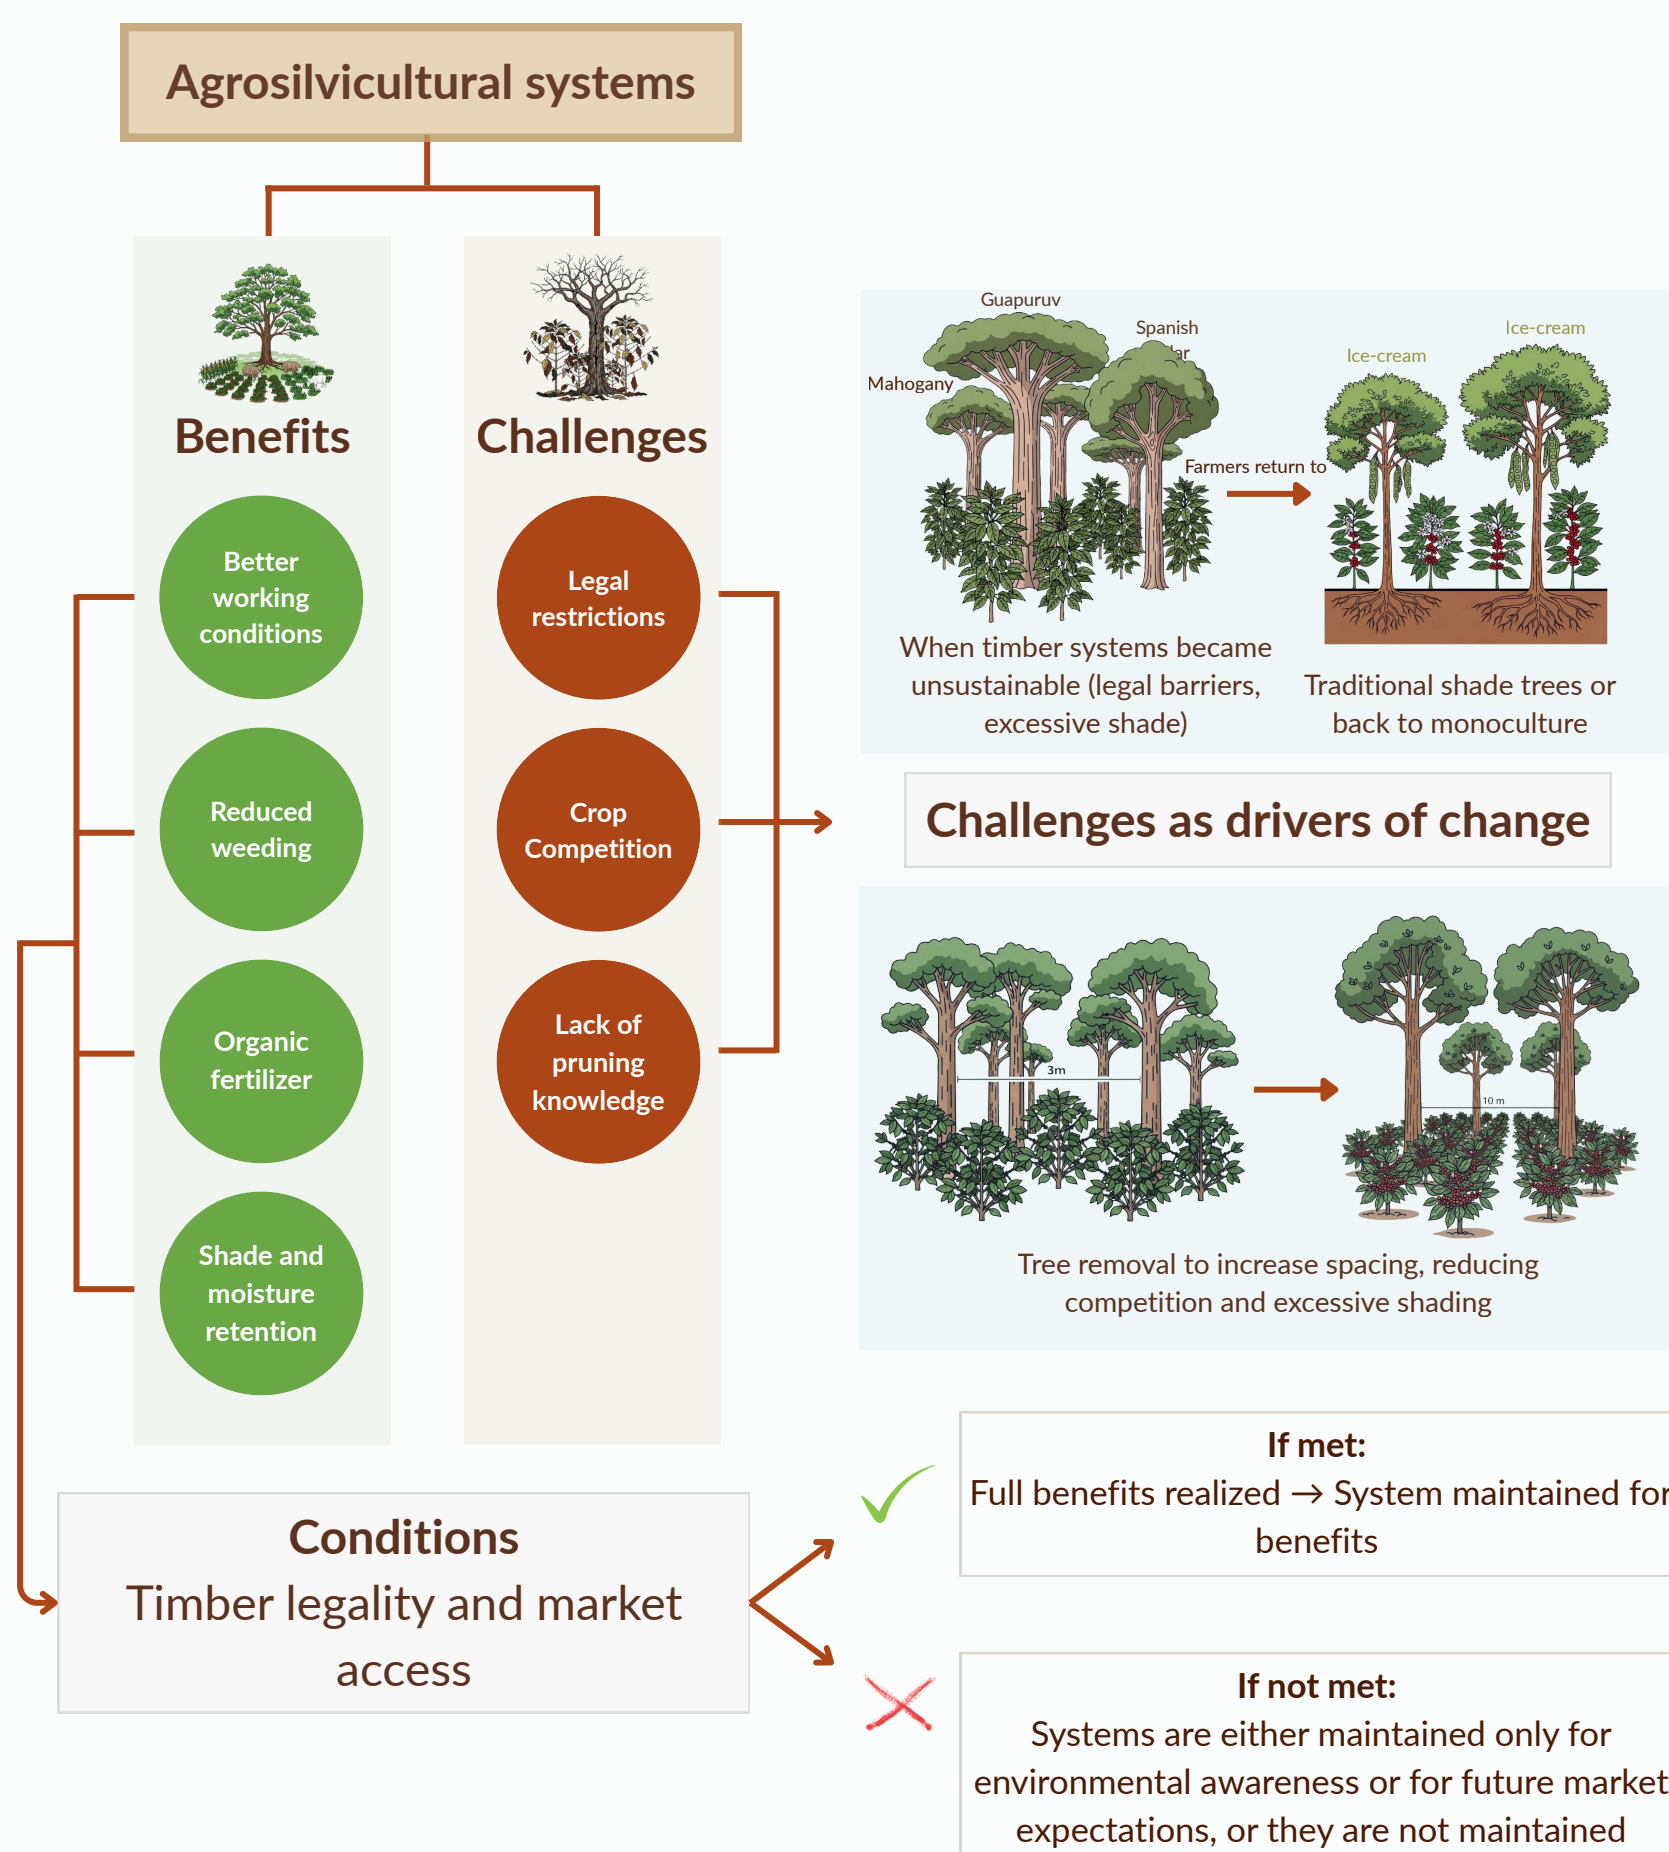 Agrosilvicultural systems
Benefits
Better
working
conditions
Reduced
weeding
Organic
fertilizer
Shade and
moisture
retention
Challenges
Legal
restrictions
Crop
Competition
Lack of
pruning
knowledge
Guapuruv
Spanish
Mahogany
Farmers return to
Ice-cream
Ice-cream
When timber systems became
unsustainable (legal barriers,
excessive shade)
Traditional shade trees or
back to monoculture
Challenges as drivers of change
3m
10 m
Tree removal to increase spacing, reducing
competition and excessive shading
Conditions
Timber legality and market
access
If met:
Full benefits realized → System maintained for
benefits
If not met:
Systems are either maintained only for
environmental awareness or for future market
expectations, or they are not maintained